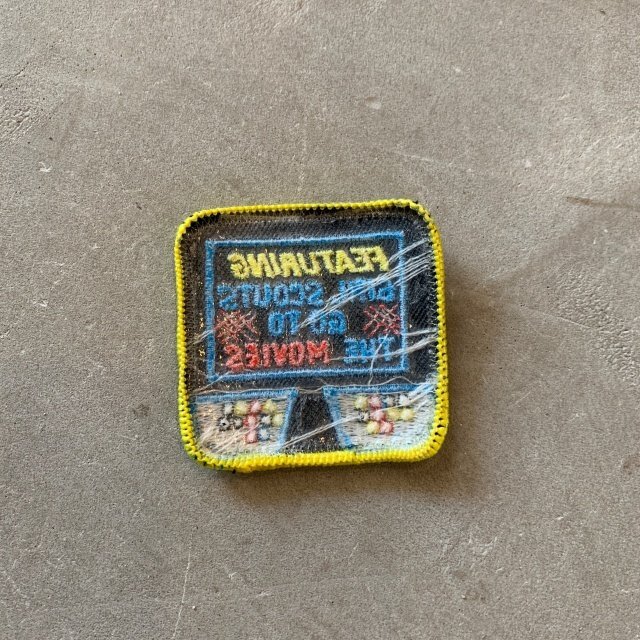 FEATURING
GIRL SCOUTS
GO TO
THE MOVIES